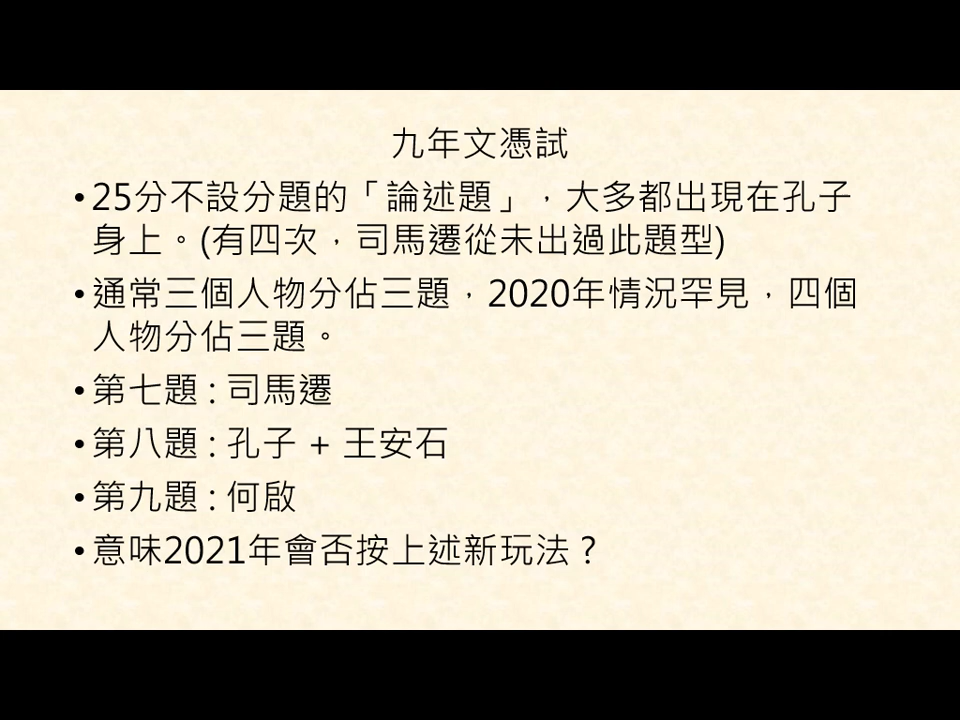 九年文憑試
•25分不設分題的「論述題」，大多都出現在孔子
身上。(有四次，司馬遷從未出過此題型)
•通常三個人物分佔三題，2020年情況罕見，四個
人物分佔三題。
•第七題 : 司馬遷
•第八題 : 孔子 + 王安石
•第九題 : 何啟
•意味2021年會否按上述新玩法？